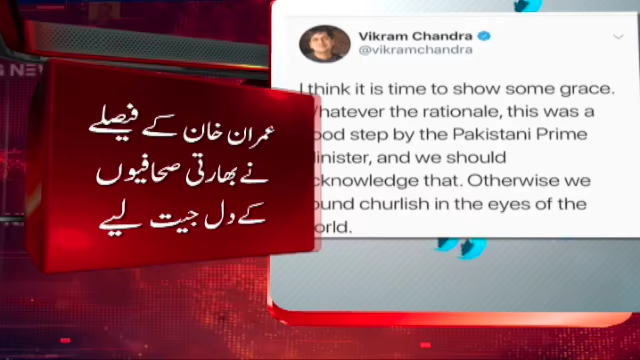 G NEW
عمران خان کے فیصلے
نے بھارتی صحافیوں
کے دل جیت لیے
Vikram Chandra
@vikramchandra
I think it is time to show some grace.
hatever the rationale, this was a
ood step by the Pakistani Prime
inister, and we should
cknowledge that. Otherwise we
ound churlish in the eyes of the
orld.